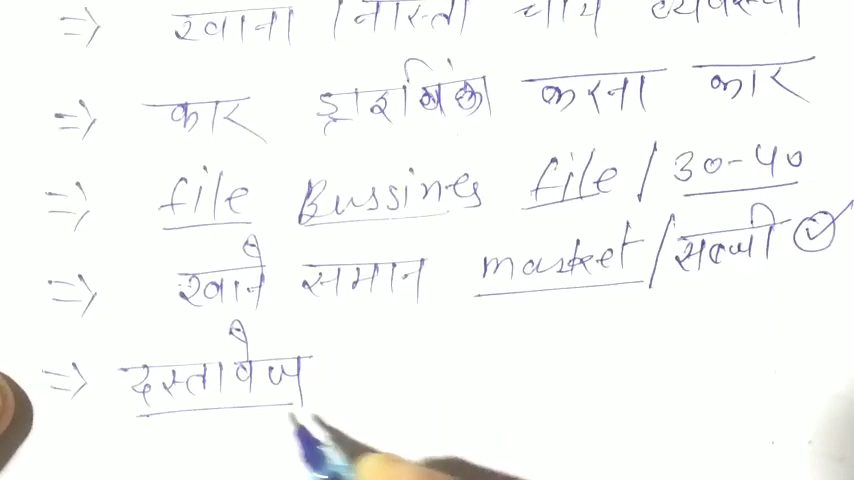 => खाना / नास्ता चाय व्यवस्था
=> कार ड्राइविंग करना कार
=> file Bussines file / 30-40
=> खाने समान market / सब्जी
=> दस्तावेज